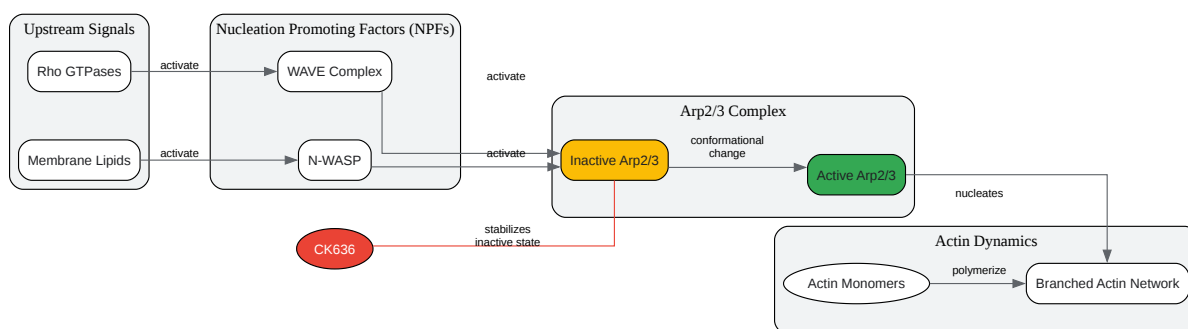 Upstream Signals
Nucleation Promoting Factors (NPFs)
Rho GTPases
activate
WAVE Complex
activate
Arp2/3 Complex
Membrane Lipids
activate
N-WASP
activate
Inactive Arp2/3
conformational
change
Active Arp2/3
nucleates
CK636
stabilizes
inactive state
Actin Dynamics
Actin Monomers
polymerize
Branched Actin Network